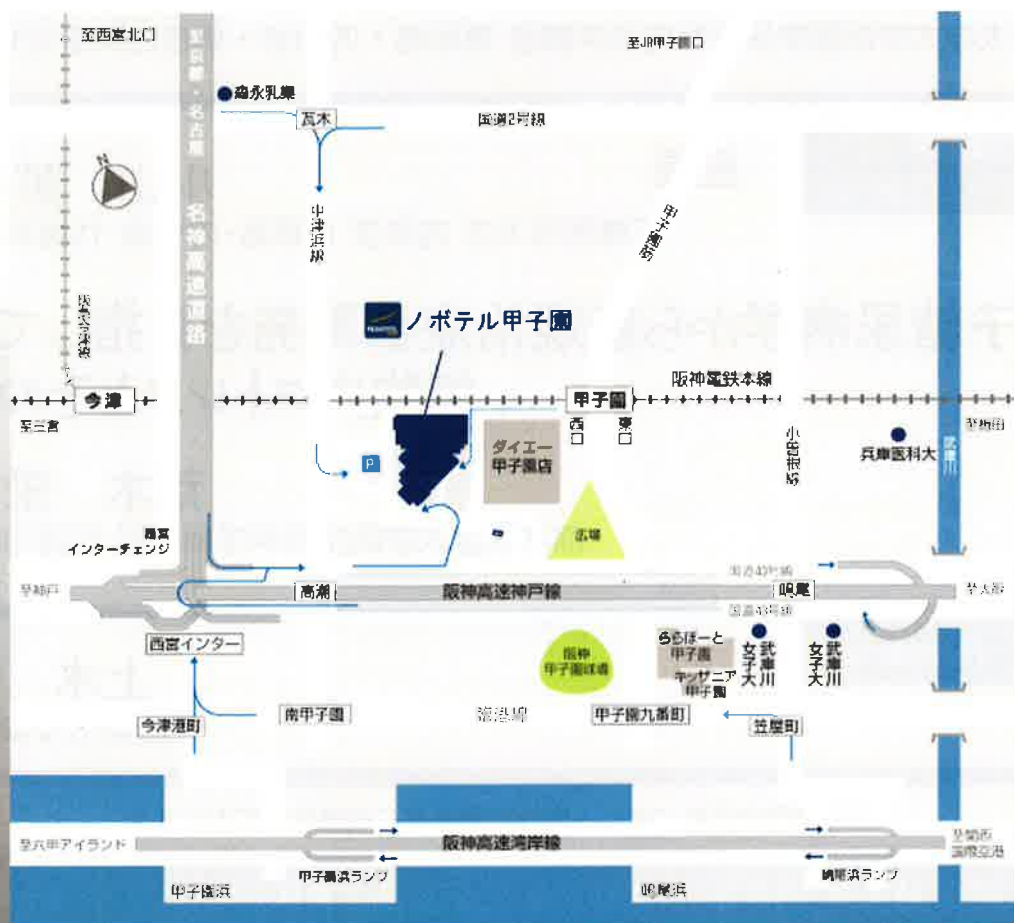 至西宮北口
至JR甲子園口
至京都・名古屋
名神高速道路
森永乳業
瓦木
国道2号線
N
中津浜線
甲子園筋
阪急今津線
ノボテル甲子園
阪神電鉄本線
今津
甲子園
西口
東口
至三宮
至梅田
P
ダイエー
甲子園店
小曽根線
兵庫医科大
武庫川
広場
西宮
インターチェンジ
国道43号線
至神戸
高潮
阪神高速神戸線
鳴尾
至大阪
国道43号線
西宮インター
阪神
甲子園球場
ららぽーと
甲子園
キッザニア
甲子園
武庫川
女子大
武庫川
女子大
今津港町
南甲子園
臨港線
甲子園九番町
笠屋町
至六甲アイランド
阪神高速湾岸線
至関西
国際空港
甲子園浜
甲子園浜ランプ
鳴尾浜
鳴尾浜ランプ